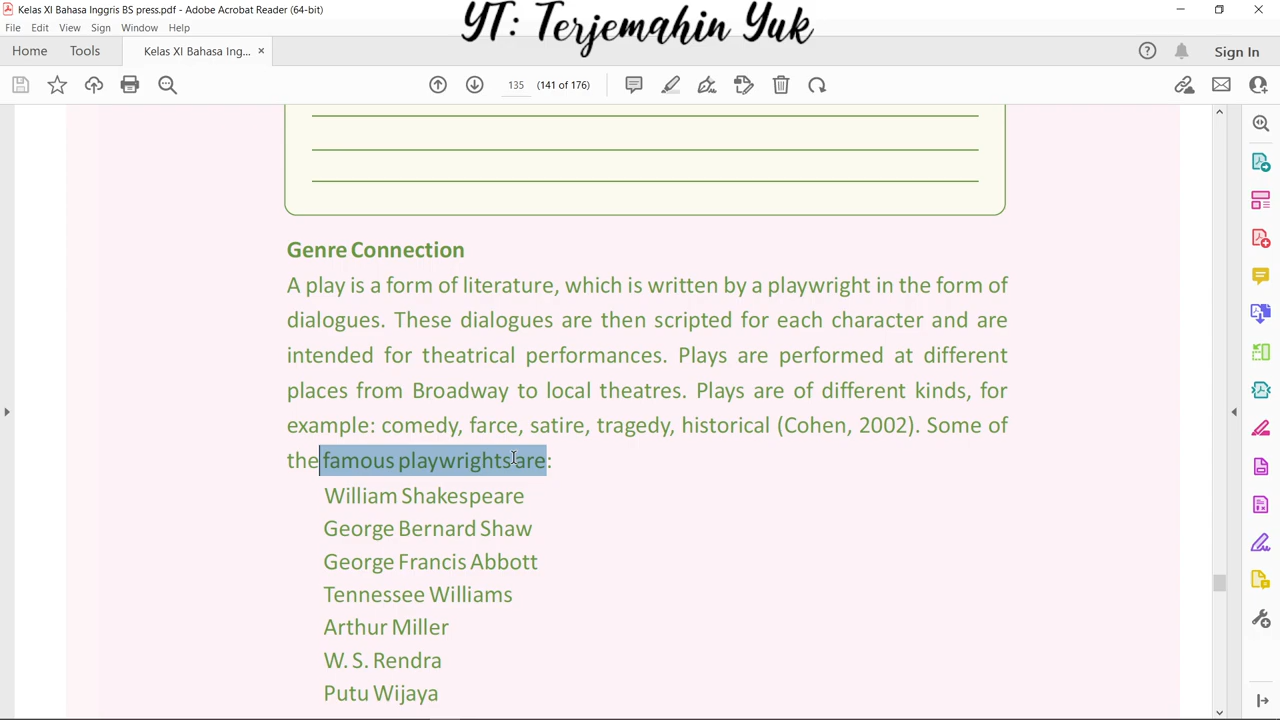 Kelas XI Bahasa Inggris BS press.pdf - Adobe Acrobat Reader (64-bit)
YT: Terjemahin Yuk
File Edit View Sign Window Help
Home Tools Kelas XI Bahasa Ing... ×
? Sign In
135 (141 of 176)
Genre Connection
A play is a form of literature, which is written by a playwright in the form of
dialogues. These dialogues are then scripted for each character and are
intended for theatrical performances. Plays are performed at different
places from Broadway to local theatres. Plays are of different kinds, for
example: comedy, farce, satire, tragedy, historical (Cohen, 2002). Some of
the famous playwrights are:
William Shakespeare
George Bernard Shaw
George Francis Abbott
Tennessee Williams
Arthur Miller
W. S. Rendra
Putu Wijaya